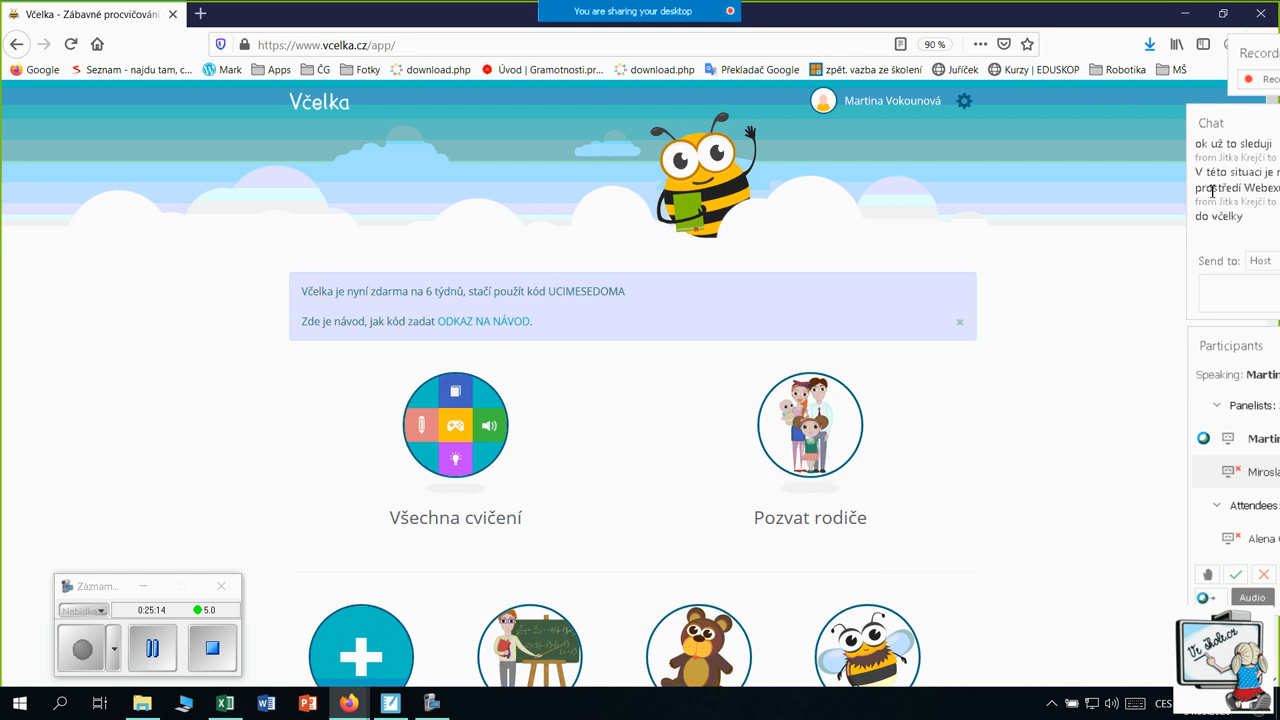 Včelka - Zábavné procvičování
You are sharing your desktop
https://www.vcelka.cz/app/
90 %
Google
Seznam - najdu tam, c...
Mark
Apps
ČG
Fotky
download.php
Úvod | Gramotnosti.pr...
download.php
Překladač Google
zpět. vazba ze školení
Juříček
Kurzy | EDUSKOP
Robotika
MŠ
Včelka
Martina Vokounová
Včelka je nyní zdarma na 6 týdnů, stačí použít kód UCIMESEDOMA
Zde je návod, jak kód zadat ODKAZ NA NÁVOD.
×
Všechna cvičení
Pozvat rodiče
Záznam...
Nabídka
0:25:14
5.0
Chat
ok už to sleduji
from Jitka Krejčí to
V této situaci je
prostředí
from Jitka Krejčí to
do včelky
Send to:
Host
Participants
Speaking:
Panelists:
Attendees:
Alena
Audio
Ve škole.cz
CES